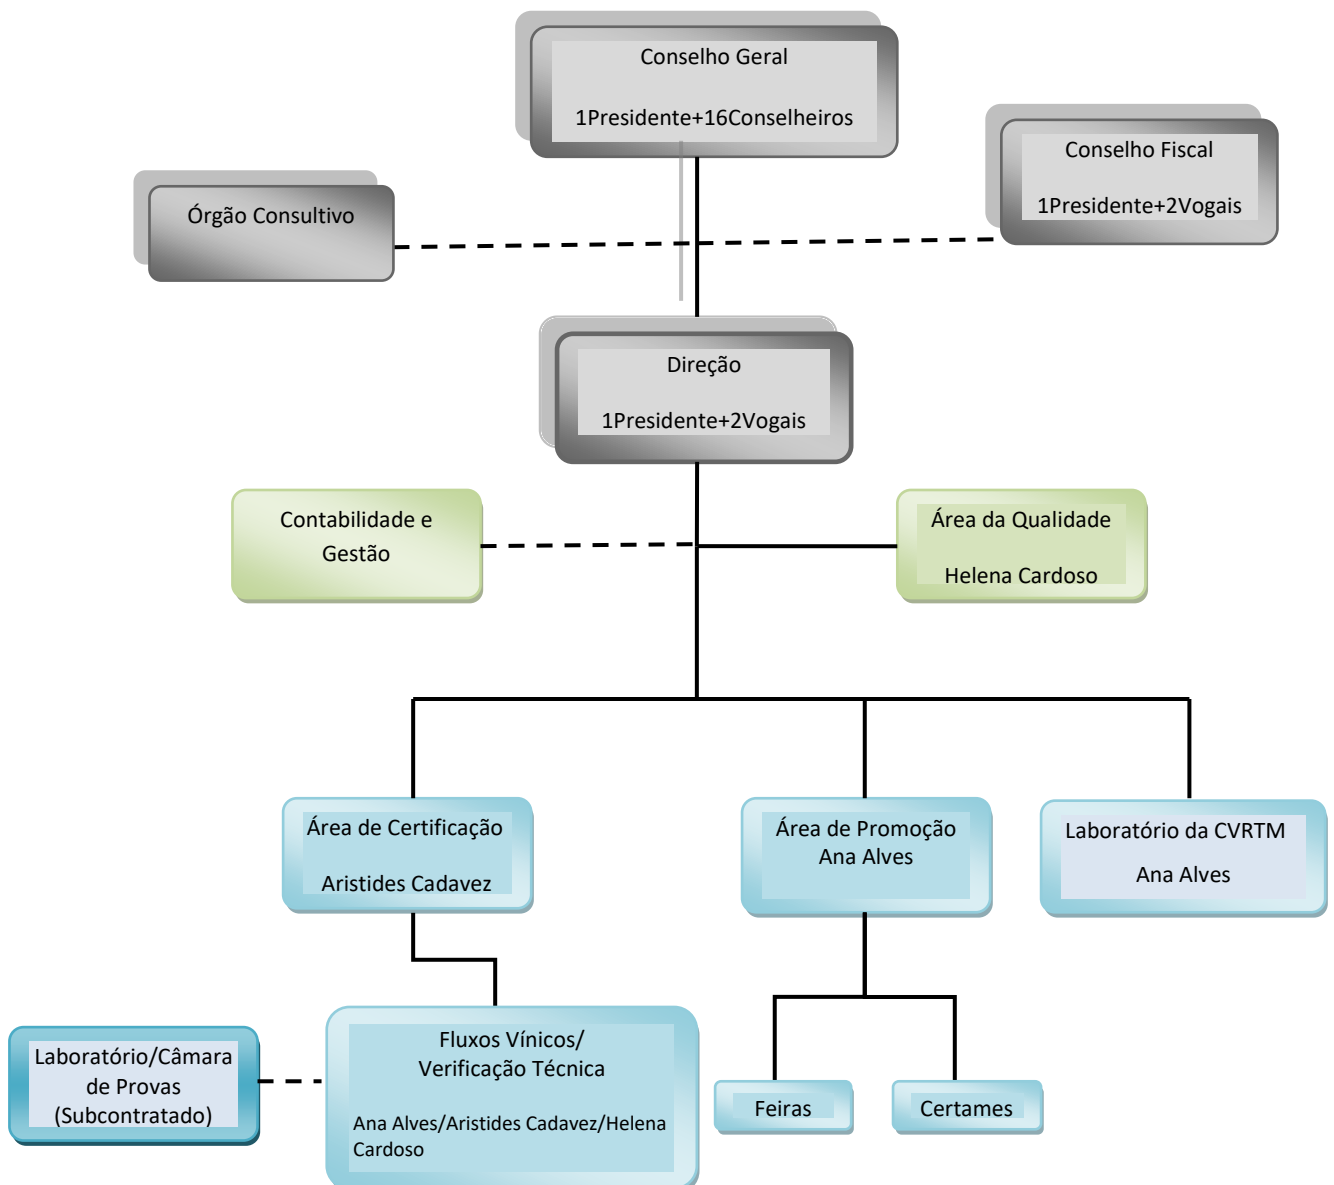 Conselho Geral
1Presidente+16Conselheiros
Conselho Fiscal
1Presidente+2Vogais
Órgão Consultivo
Direção
1Presidente+2Vogais
Contabilidade e
Gestão
Área da Qualidade
Helena Cardoso
Área de Certificação
Aristides Cadavez
Área de Promoção
Ana Alves
Laboratório da CVRTM
Ana Alves
Laboratório/Câmara
de Provas
(Subcontratado)
Fluxos Vínicos/
Verificação Técnica
Ana Alves/Aristides Cadavez/Helena
Cardoso
Feiras
Certames